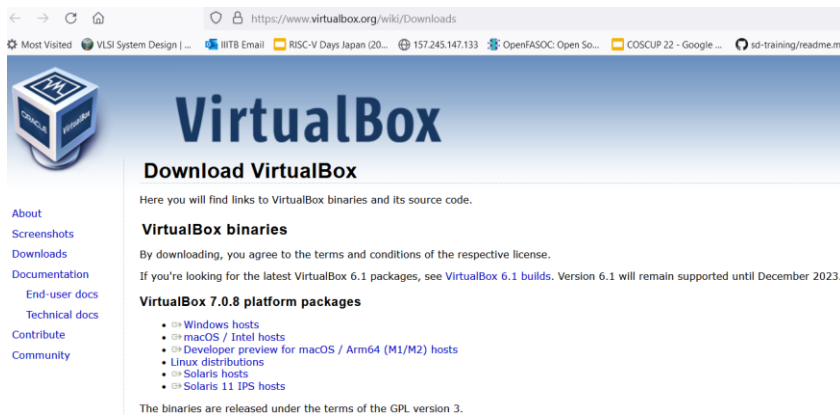 https://www.virtualbox.org/wiki/Downloads
Most Visited VLSI System Design | ... IIITB Email RISC-V Days Japan (20... 157.245.147.133 OpenFASOC: Open So... COSCUP 22 - Google ... sd-training/readme.m
ORACLE VirtualBox
VirtualBox
Download VirtualBox
Here you will find links to VirtualBox binaries and its source code.
About
Screenshots
Downloads
Documentation
End-user docs
Technical docs
Contribute
Community
VirtualBox binaries
By downloading, you agree to the terms and conditions of the respective license.
If you're looking for the latest VirtualBox 6.1 packages, see VirtualBox 6.1 builds. Version 6.1 will remain supported until December 2023.
VirtualBox 7.0.8 platform packages
Windows hosts
macOS / Intel hosts
Developer preview for macOS / Arm64 (M1/M2) hosts
Linux distributions
Solaris hosts
Solaris 11 IPS hosts
The binaries are released under the terms of the GPL version 3.